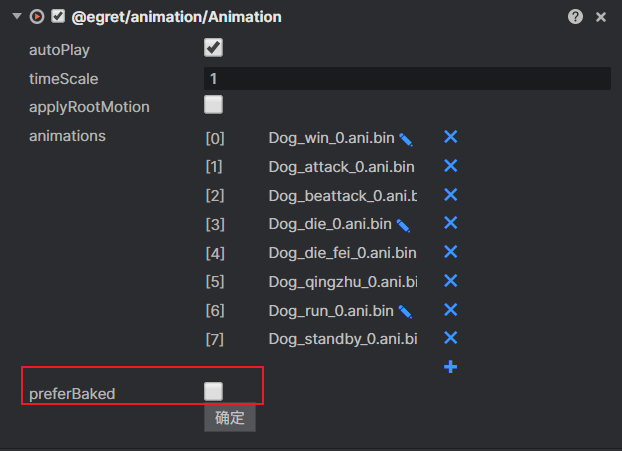 @egret/animation/Animation
autoPlay
timeScale 1
applyRootMotion
animations [0] Dog_win_0.ani.bin
[1] Dog_attack_0.ani.bin
[2] Dog_beattack_0.ani.b
[3] Dog_die_0.ani.bin
[4] Dog_die_fei_0.ani.bin
[5] Dog_qingzhu_0.ani.bi
[6] Dog_run_0.ani.bin
[7] Dog_standby_0.ani.bi
preferBaked
确定